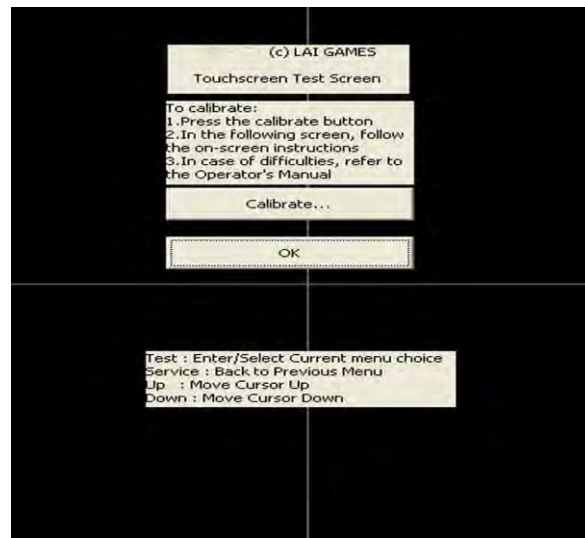 (c) LAI GAMES
Touchscreen Test Screen
To calibrate:
1.Press the calibrate button
2.In the following screen, follow
the on-screen instructions
3.In case of difficulties, refer to
the Operator's Manual
Calibrate...
OK
Test : Enter/Select Current menu choice
Service : Back to Previous Menu
Up : Move Cursor Up
Down : Move Cursor Down